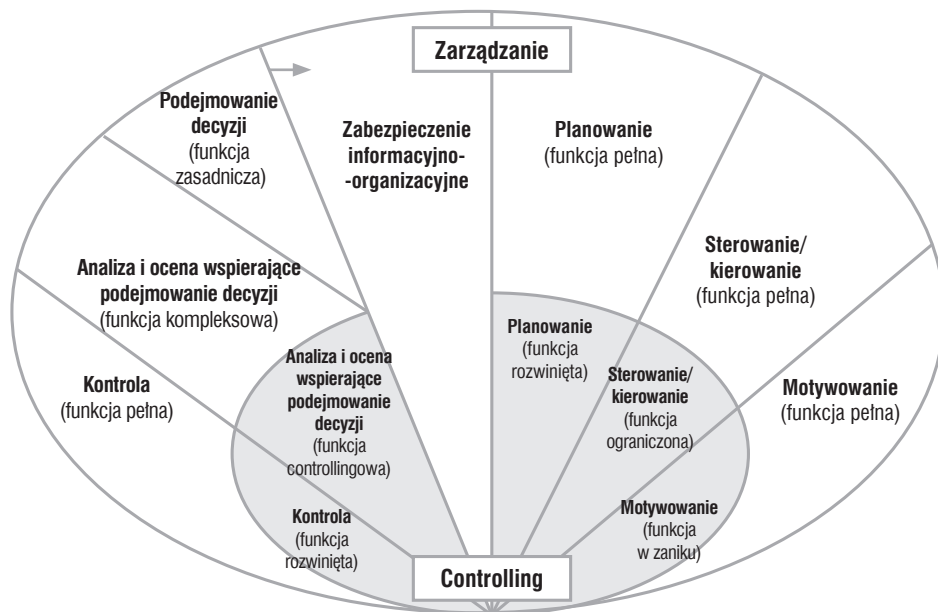 Zarządzanie
Podejmowanie
decyzji
(funkcja
zasadnicza)
Zabezpieczenie
informacyjno-
-organizacyjne
Planowanie
(funkcja pełna)
Sterowanie/
kierowanie
(funkcja pełna)
Analiza i ocena wspierające
podejmowanie decyzji
(funkcja kompleksowa)
Kontrola
(funkcja pełna)
Motywowanie
(funkcja pełna)
Analiza i ocena
wspierające
podejmowanie
decyzji
(funkcja
controllingowa)
Planowanie
(funkcja
rozwinięta)
Sterowanie/
kierowanie
(funkcja
ograniczona)
Kontrola
(funkcja
rozwinięta)
Motywowanie
(funkcja
w zaniku)
Controlling